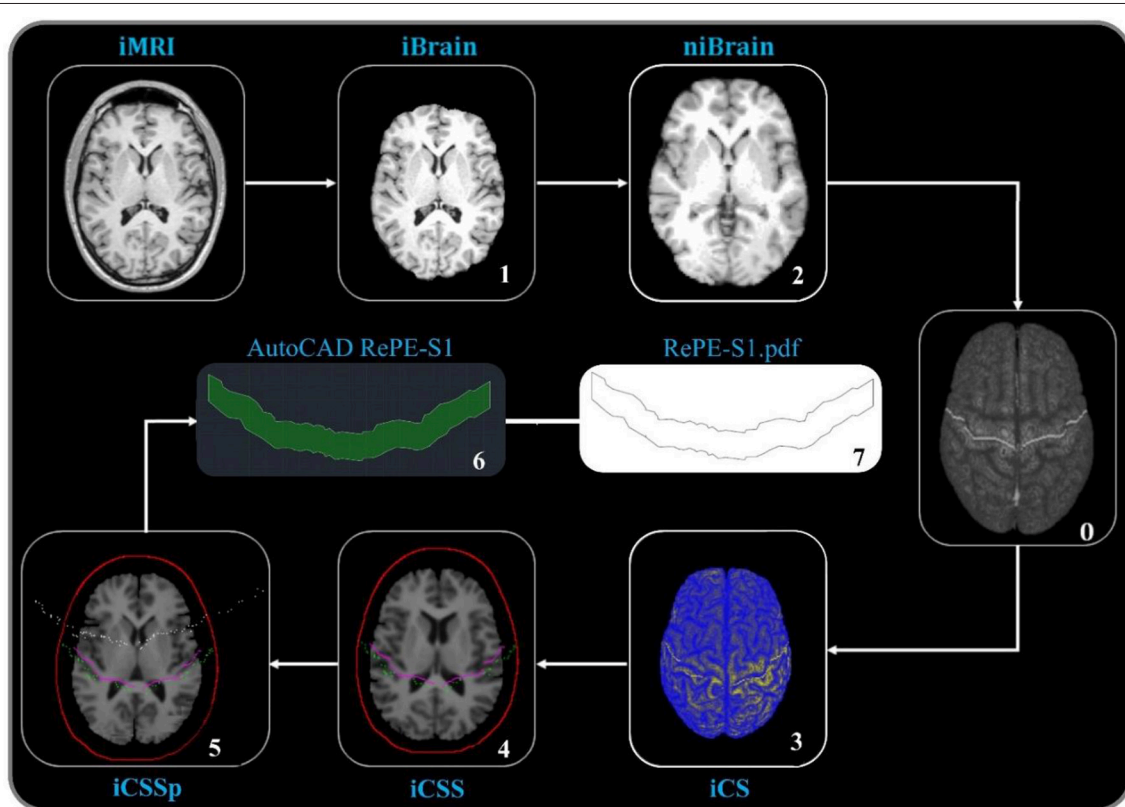 iMRI
iBrain
niBrain
1
2
AutoCAD RePE-S1
RePE-S1.pdf
6
7
0
5
4
3
iCSSp
iCSS
iCS